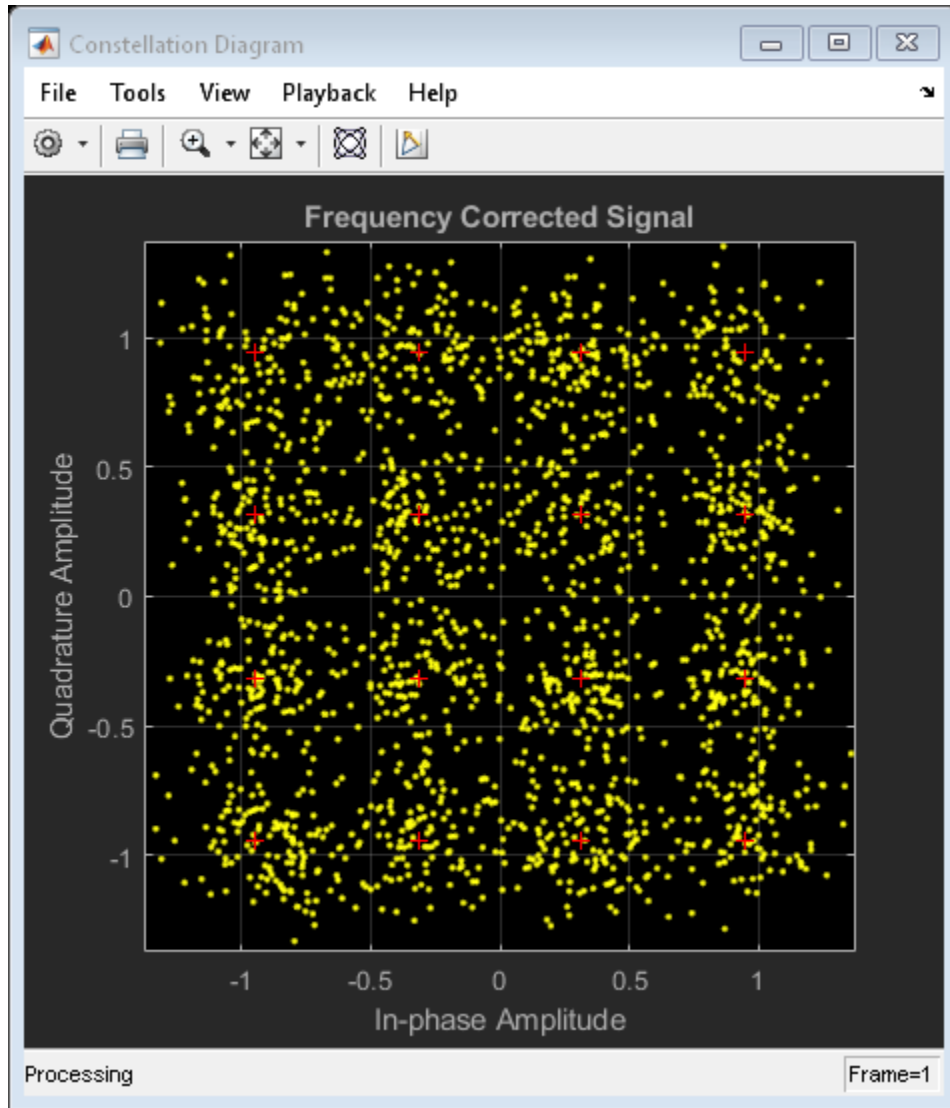 Constellation Diagram
File Tools View Playback Help
Frequency Corrected Signal
1
0.5
0
-0.5
-1
Quadrature Amplitude
-1 -0.5 0 0.5 1
In-phase Amplitude
Processing Frame=1